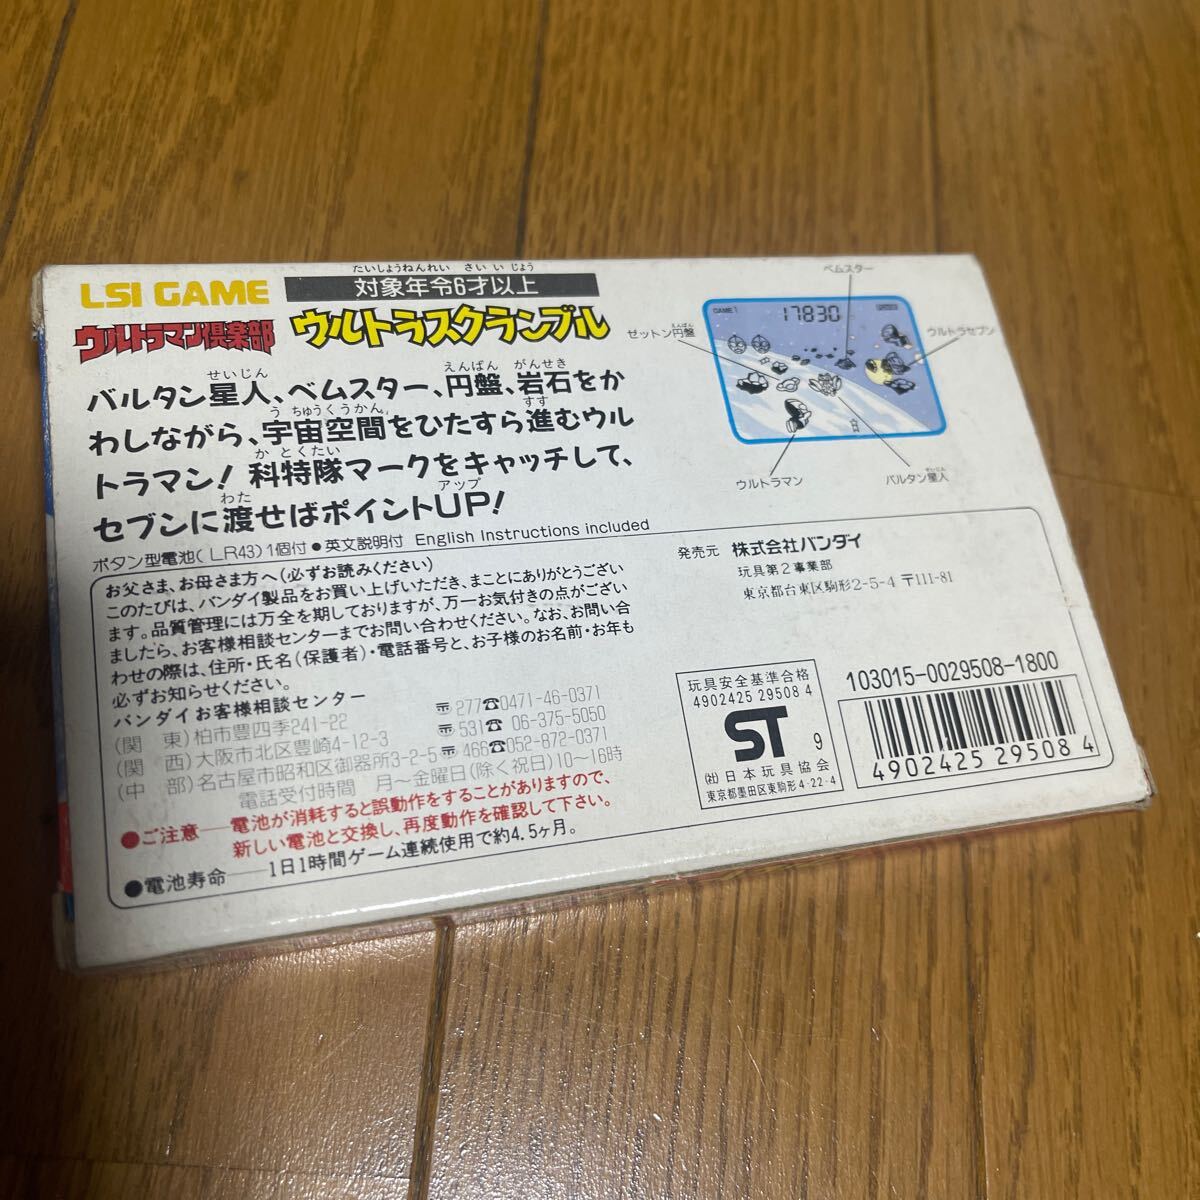 LSI GAME
たいしょうねんれい さい いじょう
対象年令6才以上
ウルトラマン倶楽部
ウルトラスクランブル
せいじん えんばん がんせき
バルタン星人、ベムスター、円盤、岩石をか
う ちゅうくうかん すす
わしながら、宇宙空間をひたすら進むウル
か とくたい
トラマン! 科特隊マークをキャッチして、
わた アップ
セブンに渡せばポイントUP!
ボタン型電池(LR43)1個付●英文説明付 English Instructions included
お父さま、お母さま方へ(必ずお読みください)
このたびは、バンダイ製品をお買い上げいただき、まことにありがとうござい
ます。品質管理には万全を期しておりますが、万一お気付きの点がござい
ましたら、お客様相談センターまでお問い合わせください。なお、お問い合
わせの際は、住所・氏名(保護者)・電話番号と、お子様のお名前・お年も
必ずお知らせください。
バンダイお客様相談センター
(関 東)柏市豊四季241-22 〠277☎0471-46-0371
(関 西)大阪市北区豊崎4-12-3 〠531☎06-375-5050
(中 部)名古屋市昭和区御器所3-2-5 〠466☎052-872-0371
電話受付時間 月〜金曜日(除く祝日)10〜16時
●ご注意──電池が消耗すると誤動作をすることがありますので、
新しい電池と交換し、再度動作を確認して下さい。
●電池寿命──1日1時間ゲーム連続使用で約4.5ヶ月。
ベムスター
えんばん
ゼットン円盤
ウルトラセブン
GAME1
17830
ウルトラマン
せいじん
バルタン星人
発売元 株式会社バンダイ
玩具第2事業部
東京都台東区駒形2-5-4 〒111-81
玩具安全基準合格
4902425 29508 4
ST
9
(社)日本玩具協会
東京都墨田区東駒形4-22-4
103015-0029508-1800
4902425 295084